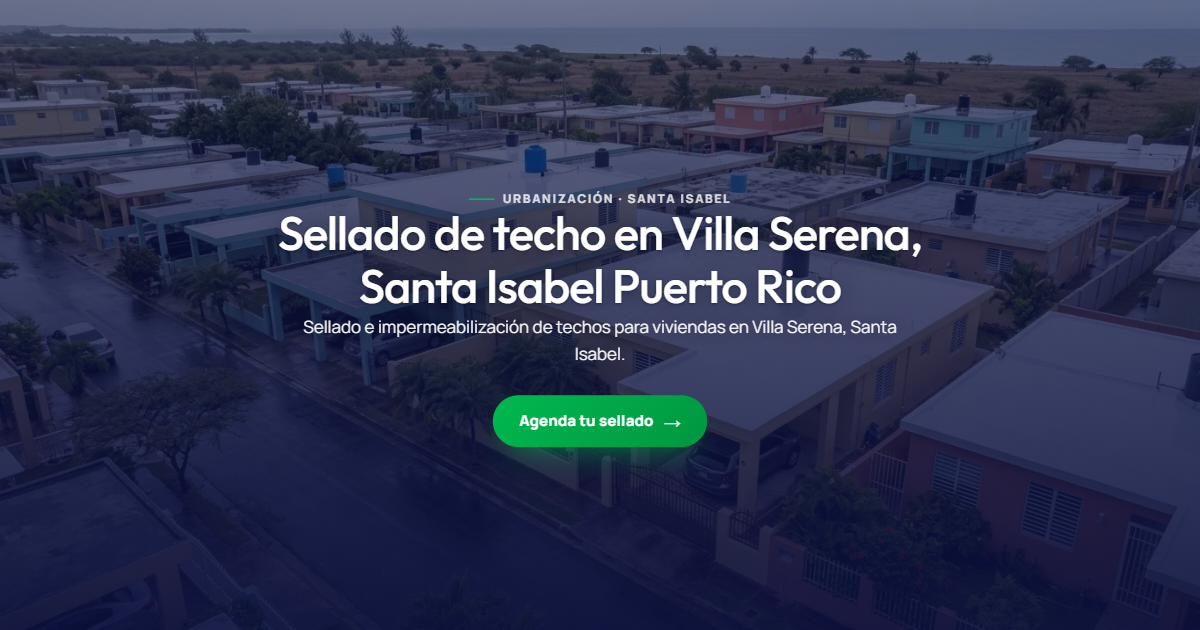 URBANIZACIÓN · SANTA ISABEL
Sellado de techo en Villa Serena,
Santa Isabel Puerto Rico
Sellado e impermeabilización de techos para viviendas en Villa Serena, Santa
Isabel.
Agenda tu sellado →